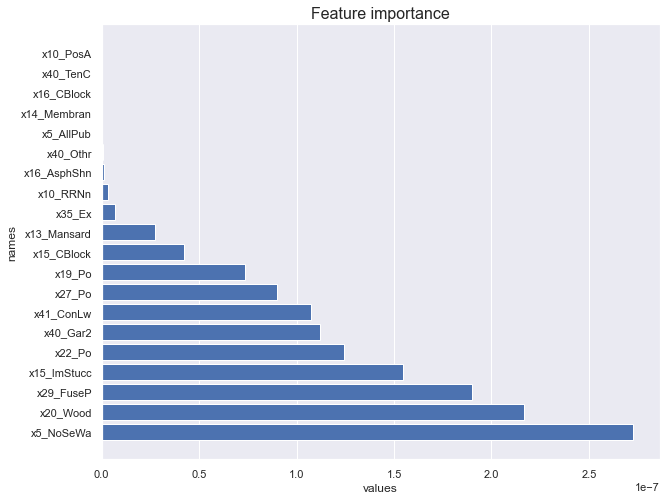 Feature importance
x10_PosA
x40_TenC
x16_CBlock
x14_Membran
x5_AllPub
x40_Othr
x16_AsphShn
x10_RRNn
x35_Ex
x13_Mansard
x15_CBlock
x19_Po
x27_Po
x41_ConLw
x40_Gar2
x22_Po
x15_ImStucc
x29_FuseP
x20_Wood
x5_NoSeWa
names
0.0 0.5 1.0 1.5 2.0 2.5
values
1e−7